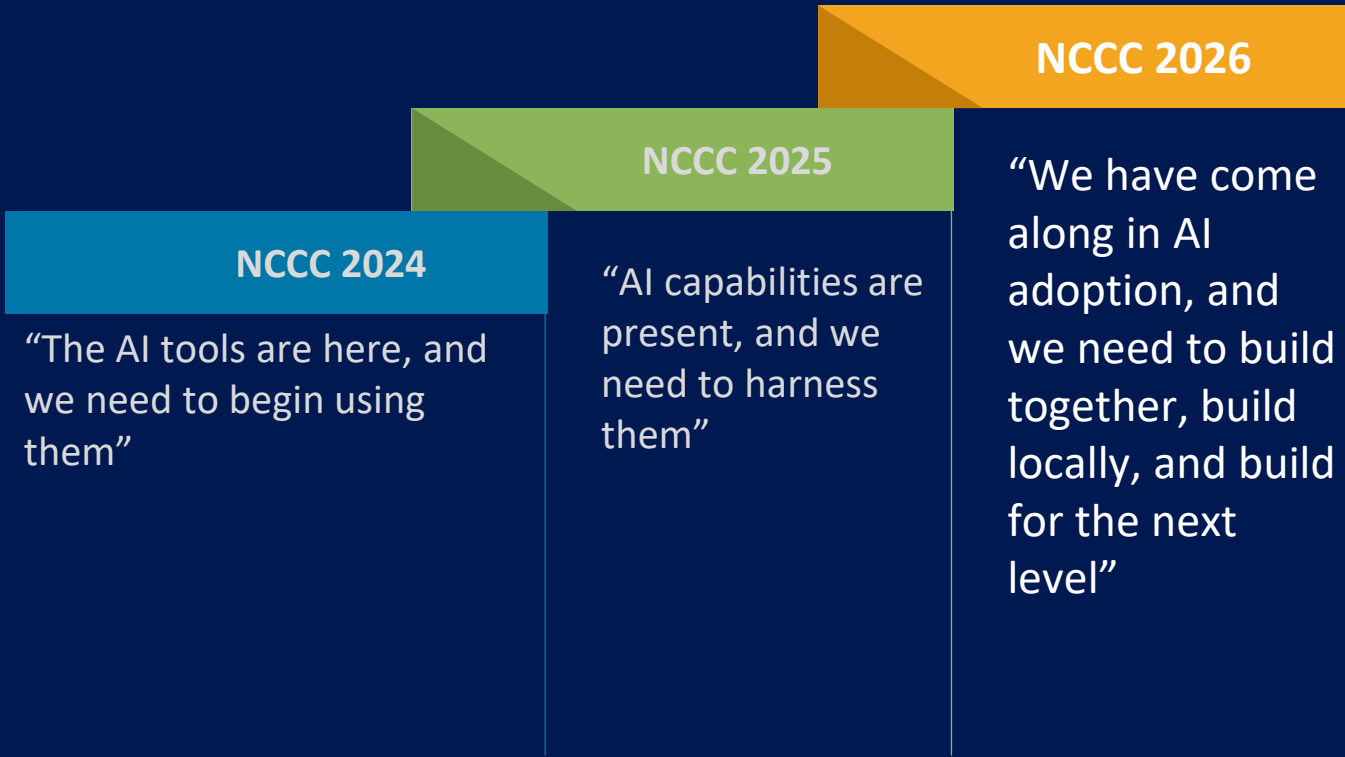 NCCC 2024
“The AI tools are here, and
we need to begin using
them”
NCCC 2025
“AI capabilities are
present, and we
need to harness
them”
NCCC 2026
“We have come
along in AI
adoption, and
we need to build
together, build
locally, and build
for the next
level”